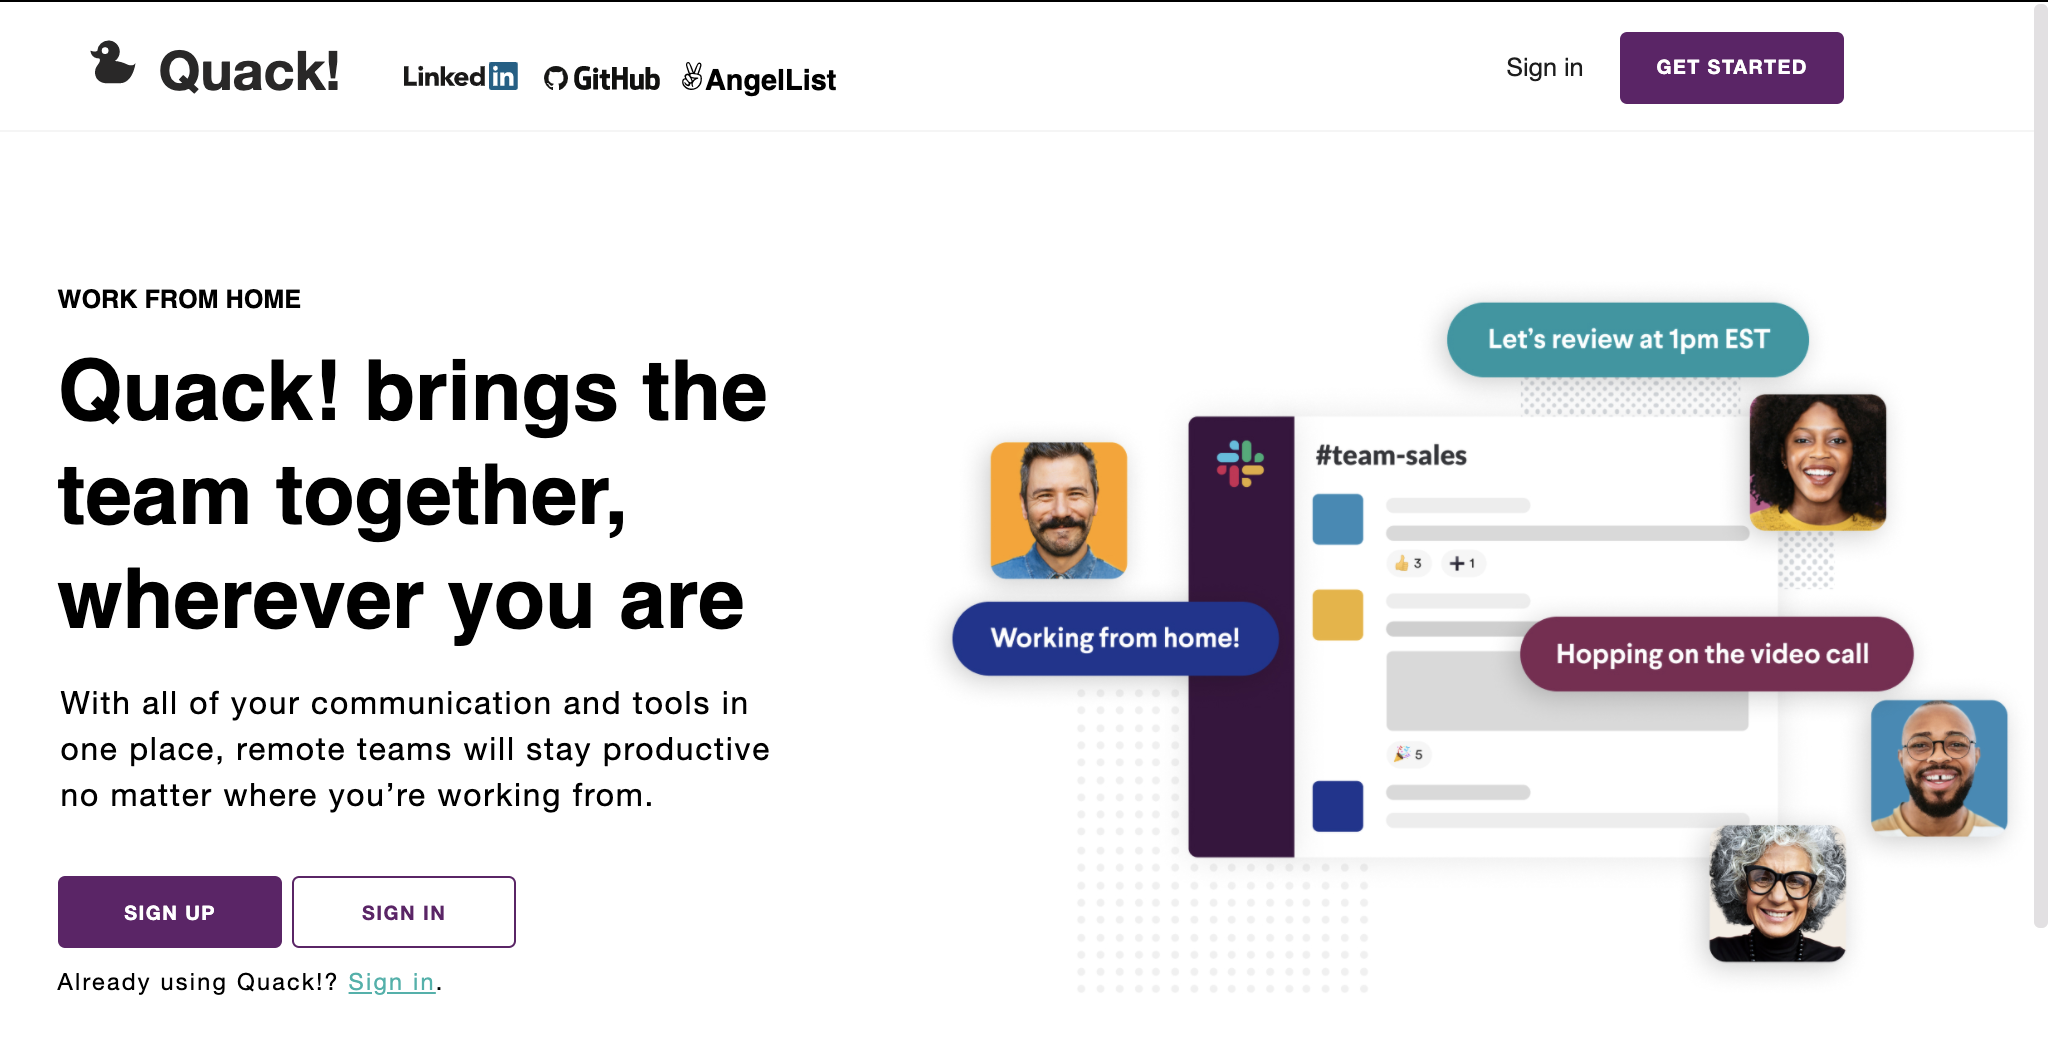 Quack!
LinkedIn GitHub AngelList
Sign in
GET STARTED
WORK FROM HOME
Quack! brings the
team together,
wherever you are
With all of your communication and tools in
one place, remote teams will stay productive
no matter where you’re working from.
SIGN UP
SIGN IN
Already using Quack!? Sign in.
Let’s review at 1pm EST
#team-sales
3
1
Working from home!
Hopping on the video call
5